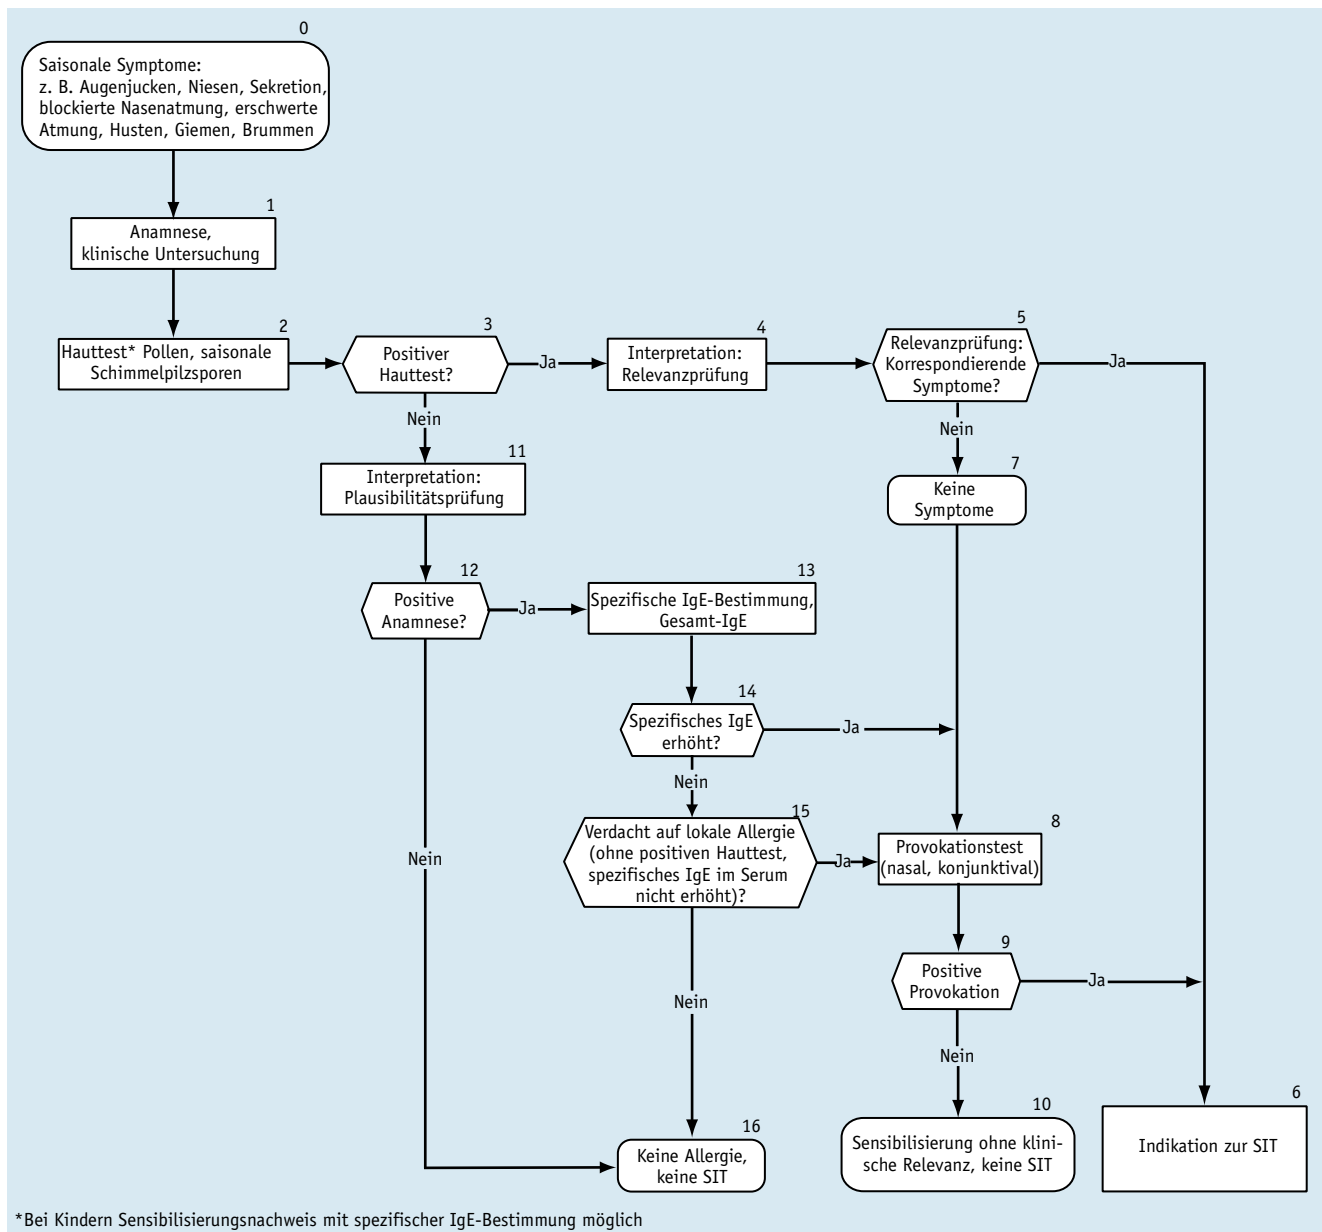 0
Saisonale Symptome:
z. B. Augenjucken, Niesen, Sekretion,
blockierte Nasenatmung, erschwerte
Atmung, Husten, Giemen, Brummen
1
Anamnese,
klinische Untersuchung
2
Hauttest* Pollen, saisonale
Schimmelpilzsporen
3
Positiver
Hauttest?
Ja
4
Interpretation:
Relevanzprüfung
5
Relevanzprüfung:
Korrespondierende
Symptome?
Ja
Nein
Nein
11
Interpretation:
Plausibilitätsprüfung
7
Keine
Symptome
12
Positive
Anamnese?
Ja
13
Spezifische IgE-Bestimmung,
Gesamt-IgE
14
Spezifisches IgE
erhöht?
Ja
Nein
15
Verdacht auf lokale Allergie
(ohne positiven Hauttest,
spezifisches IgE im Serum
nicht erhöht)?
Ja
8
Provokationstest
(nasal, konjunktival)
Nein
9
Positive
Provokation
Ja
Nein
Nein
16
Keine Allergie,
keine SIT
10
Sensibilisierung ohne klini-
sche Relevanz, keine SIT
6
Indikation zur SIT
*Bei Kindern Sensibilisierungsnachweis mit spezifischer IgE-Bestimmung möglich